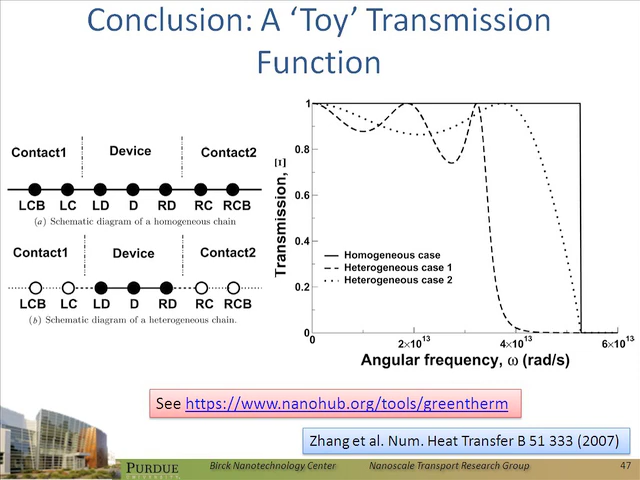 Conclusion: A ‘Toy’ Transmission
Function
Contact1 Device Contact2
LCB LC LD D RD RC RCB
(a) Schematic diagram of a homogeneous chain
Contact1 Device Contact2
LCB LC LD D RD RC RCB
(b) Schematic diagram of a heterogeneous chain.
Transmission, Ξ
1
0.8
0.6
0.4
0.2
0
Homogeneous case
Heterogeneous case 1
Heterogeneous case 2
0 2×10¹³ 4×10¹³ 6×10¹³
Angular frequency, ω (rad/s)
See https://www.nanohub.org/tools/greentherm
Zhang et al. Num. Heat Transfer B 51 333 (2007)
PURDUE
UNIVERSITY
Birck Nanotechnology Center Nanoscale Transport Research Group 47